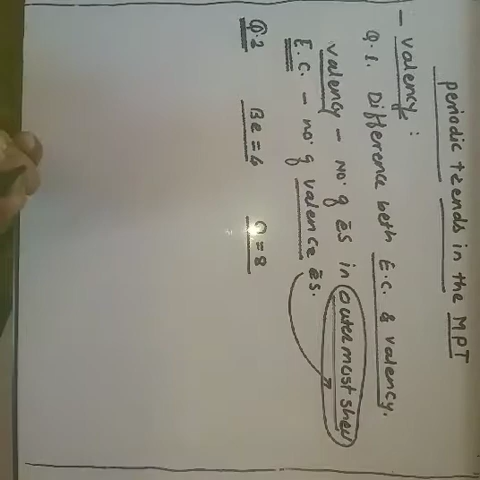 periodic trends in the MPT
- valency :
Q. 1. Difference betn E.C. & valency.
valency - no. of ēs in outermost shell
E.C. - no. of valence ēs.
Q.2 Be = 4 O = 8